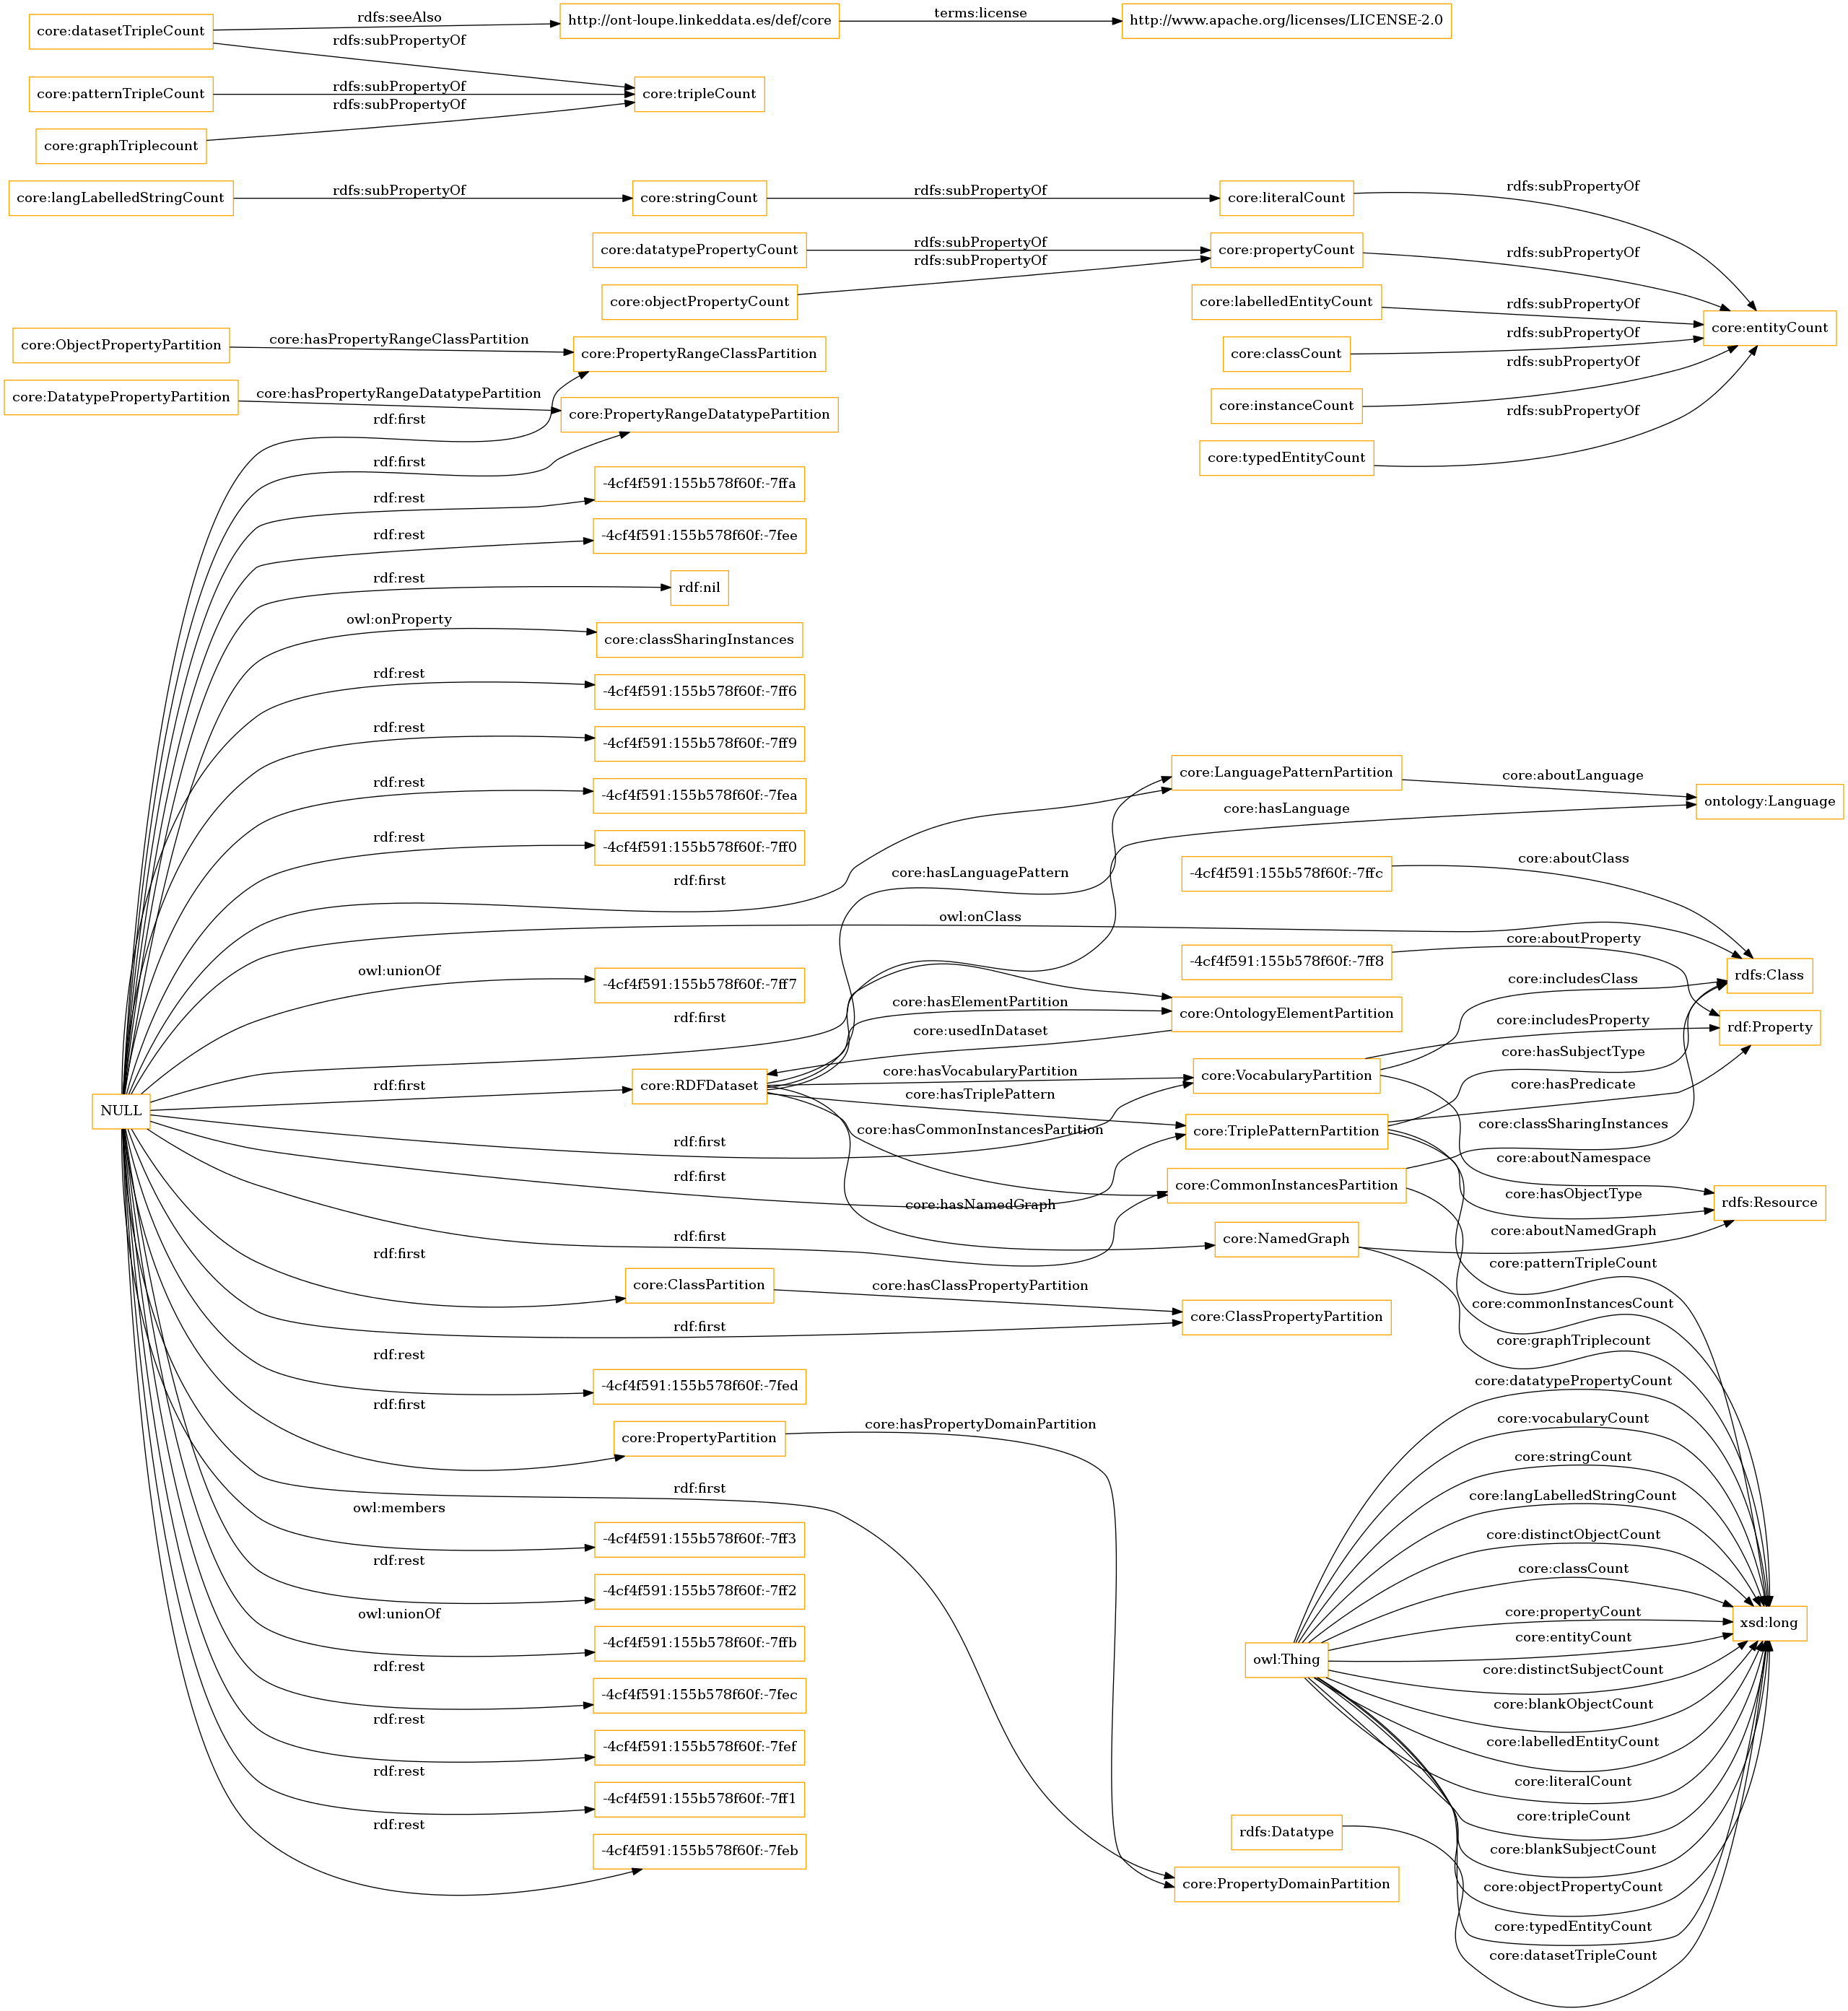 core:datasetTripleCount
rdfs:seeAlso
http://ont-loupe.linkeddata.es/def/core
terms:license
http://www.apache.org/licenses/LICENSE-2.0
rdfs:subPropertyOf
core:patternTripleCount
rdfs:subPropertyOf
core:tripleCount
rdfs:subPropertyOf
core:graphTriplecount
core:langLabelledStringCount
rdfs:subPropertyOf
core:stringCount
rdfs:subPropertyOf
core:literalCount
rdfs:subPropertyOf
core:datatypePropertyCount
rdfs:subPropertyOf
core:propertyCount
rdfs:subPropertyOf
rdfs:subPropertyOf
core:objectPropertyCount
core:labelledEntityCount
rdfs:subPropertyOf
core:entityCount
core:classCount
rdfs:subPropertyOf
core:instanceCount
rdfs:subPropertyOf
core:typedEntityCount
rdfs:subPropertyOf
core:ObjectPropertyPartition
core:hasPropertyRangeClassPartition
core:PropertyRangeClassPartition
core:DatatypePropertyPartition
core:hasPropertyRangeDatatypePartition
core:PropertyRangeDatatypePartition
rdf:first
rdf:first
-4cf4f591:155b578f60f:-7ffa
rdf:rest
-4cf4f591:155b578f60f:-7fee
rdf:rest
rdf:nil
rdf:rest
owl:onProperty
core:classSharingInstances
rdf:rest
-4cf4f591:155b578f60f:-7ff6
rdf:rest
-4cf4f591:155b578f60f:-7ff9
rdf:rest
-4cf4f591:155b578f60f:-7fea
rdf:rest
-4cf4f591:155b578f60f:-7ff0
core:LanguagePatternPartition
core:aboutLanguage
ontology:Language
core:hasLanguage
core:hasLanguagePattern
rdf:first
-4cf4f591:155b578f60f:-7ffc
core:aboutClass
owl:onClass
-4cf4f591:155b578f60f:-7ff8
core:aboutProperty
rdfs:Class
owl:unionOf
-4cf4f591:155b578f60f:-7ff7
core:includesClass
rdf:first
core:hasElementPartition
core:OntologyElementPartition
core:includesProperty
rdf:Property
core:usedInDataset
core:hasSubjectType
rdf:first
core:RDFDataset
core:hasVocabularyPartition
core:VocabularyPartition
core:hasPredicate
NULL
core:hasTriplePattern
core:TriplePatternPartition
core:classSharingInstances
core:hasCommonInstancesPartition
rdf:first
core:aboutNamespace
rdf:first
core:CommonInstancesPartition
core:hasObjectType
rdfs:Resource
core:hasNamedGraph
rdf:first
core:NamedGraph
core:aboutNamedGraph
rdf:first
core:ClassPartition
core:hasClassPropertyPartition
core:patternTripleCount
core:commonInstancesCount
core:ClassPropertyPartition
rdf:first
core:graphTriplecount
rdf:rest
-4cf4f591:155b578f60f:-7fed
core:datatypePropertyCount
rdf:first
core:PropertyPartition
core:hasPropertyDomainPartition
core:vocabularyCount
core:stringCount
rdf:first
core:langLabelledStringCount
owl:members
-4cf4f591:155b578f60f:-7ff3
core:distinctObjectCount
rdf:rest
-4cf4f591:155b578f60f:-7ff2
core:classCount
owl:unionOf
-4cf4f591:155b578f60f:-7ffb
core:propertyCount
xsd:long
core:entityCount
owl:Thing
rdf:rest
-4cf4f591:155b578f60f:-7fec
core:distinctSubjectCount
core:blankObjectCount
rdf:rest
-4cf4f591:155b578f60f:-7fef
core:labelledEntityCount
rdf:rest
-4cf4f591:155b578f60f:-7ff1
core:literalCount
rdf:rest
-4cf4f591:155b578f60f:-7feb
rdfs:Datatype
core:tripleCount
core:blankSubjectCount
core:PropertyDomainPartition
core:objectPropertyCount
core:typedEntityCount
core:datasetTripleCount